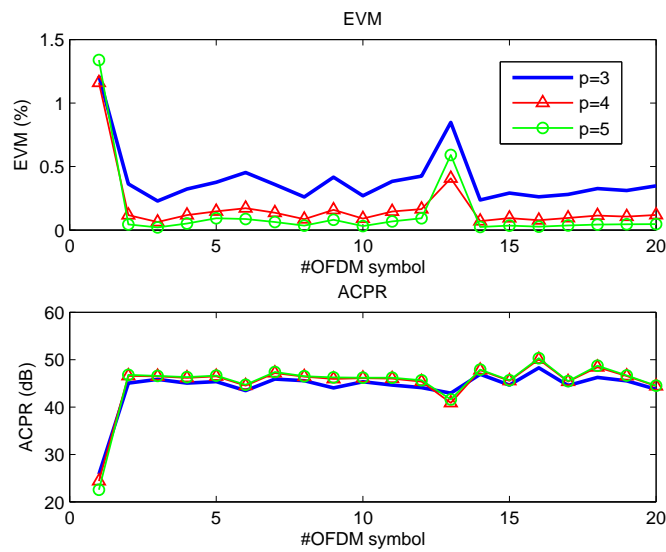 EVM
1.5
1
0.5
0
EVM (%)
p=3
p=4
p=5
0 5 10 15 20
#OFDM symbol
ACPR
60
50
40
30
20
ACPR (dB)
0 5 10 15 20
#OFDM symbol